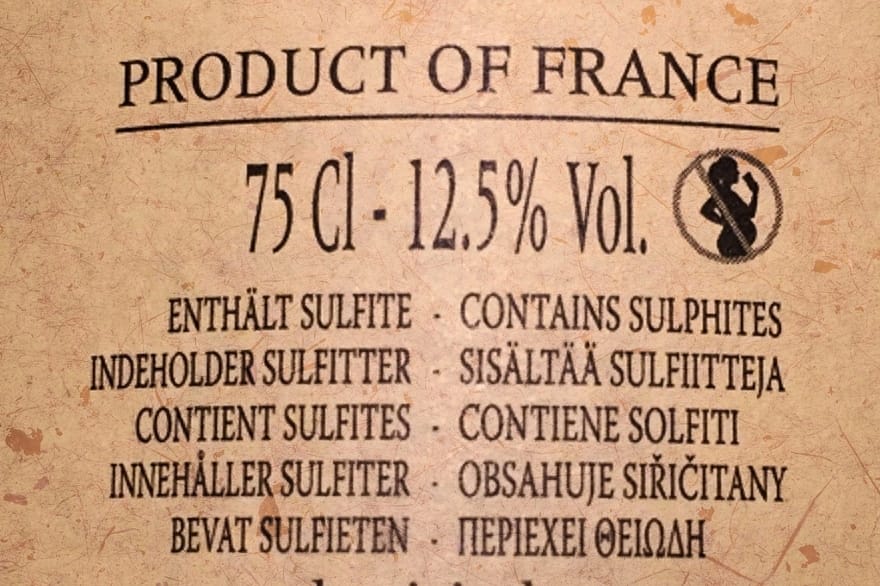 PRODUCT OF FRANCE
75 Cl - 12.5% Vol.
ENTHÄLT SULFITE · CONTAINS SULPHITES
INDEHOLDER SULFITTER · SISÄLTÄÄ SULFIITTEJA
CONTIENT SULFITES · CONTIENE SOLFITI
INNEHÅLLER SULFITER · OBSAHUJE SIŘIČITANY
BEVAT SULFIETEN · ΠΕΡΙΕΧΕΙ ΘΕΙΩΔΗ